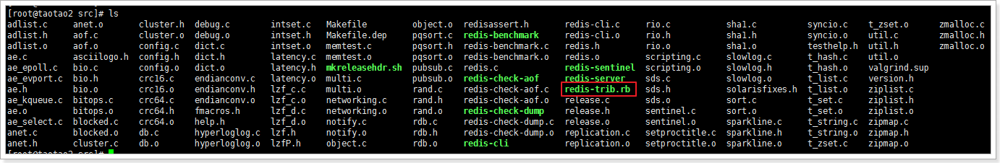 [root@taotao2 src]# ls
adlist.c anet.o cluster.h debug.c intset.c Makefile object.o redisassert.h redis-cli.c rio.c sha1.c syncio.c t_zset.o zmalloc.c
adlist.h aof.c cluster.o debug.o intset.h Makefile.dep pqsort.c redis-benchmark redis-cli.o rio.h sha1.h syncio.o util.c zmalloc.h
adlist.o aof.o config.c dict.c intset.o memtest.c pqsort.h redis-benchmark.c redis.h rio.o sha1.o testhelp.h util.h zmalloc.o
ae.c asciilogo.h config.h dict.h latency.c memtest.o pqsort.o redis-benchmark.o redis.o scripting.c slowlog.c t_hash.c util.o
ae_epoll.c bio.c config.o dict.o latency.h mkreleasehdr.sh pubsub.c redis.c redis-sentinel scripting.o slowlog.h t_hash.o valgrind.sup
ae_evport.c bio.h crc16.c endianconv.c latency.o multi.c pubsub.o redis-check-aof redis-server sds.c slowlog.o t_list.c version.h
ae.h bio.o crc16.o endianconv.h lzf_c.c multi.o rand.c redis-check-aof.c redis-trib.rb sds.h solarisfixes.h t_list.o ziplist.c
ae_kqueue.c bitops.c crc64.c endianconv.o lzf_c.o networking.c rand.h redis-check-aof.o release.c sds.o sort.c t_set.c ziplist.h
ae.o bitops.o crc64.h fmacros.h lzf_d.c networking.o rand.o redis-check-dump release.h sentinel.c sort.o t_set.o ziplist.o
ae_select.c blocked.c crc64.o help.h lzf_d.o notify.c rdb.c redis-check-dump.c release.o sentinel.o sparkline.c t_string.c zipmap.c
anet.c blocked.o db.c hyperloglog.c lzf.h notify.o rdb.h redis-check-dump.o replication.c setproctitle.c sparkline.h t_string.o zipmap.h
anet.h cluster.c db.o hyperloglog.o lzfP.h object.c rdb.o redis-cli replication.o setproctitle.o sparkline.o t_zset.c zipmap.o
[root@taotao2 src]#